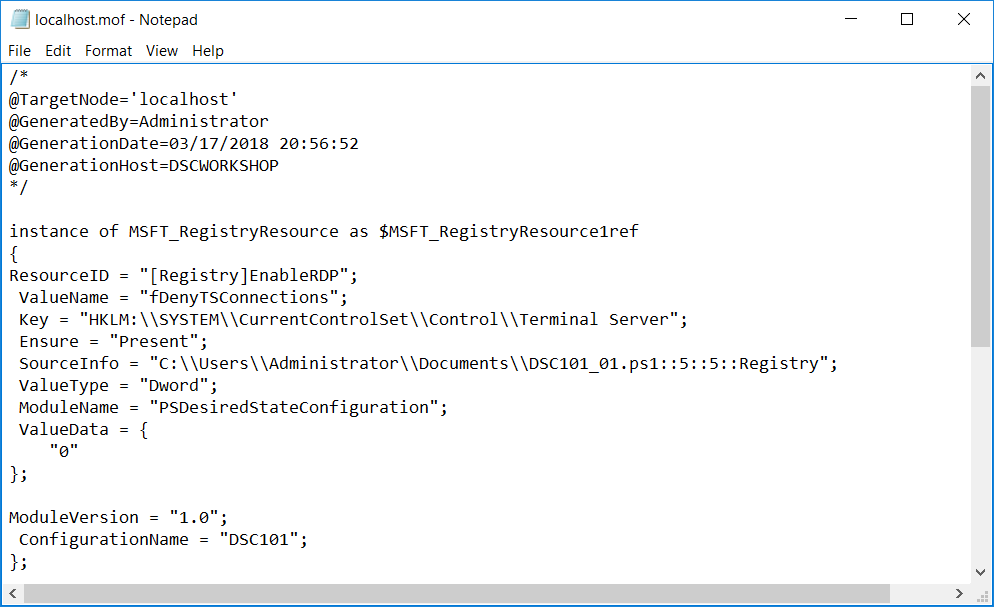 localhost.mof - Notepad
File Edit Format View Help
/*
@TargetNode='localhost'
@GeneratedBy=Administrator
@GenerationDate=03/17/2018 20:56:52
@GenerationHost=DSCWORKSHOP
*/

instance of MSFT_RegistryResource as $MSFT_RegistryResource1ref
{
ResourceID = "[Registry]EnableRDP";
 ValueName = "fDenyTSConnections";
 Key = "HKLM:\\SYSTEM\\CurrentControlSet\\Control\\Terminal Server";
 Ensure = "Present";
 SourceInfo = "C:\\Users\\Administrator\\Documents\\DSC101_01.ps1::5::5::Registry";
 ValueType = "Dword";
 ModuleName = "PSDesiredStateConfiguration";
 ValueData = {
    "0"
};

ModuleVersion = "1.0";
 ConfigurationName = "DSC101";
};